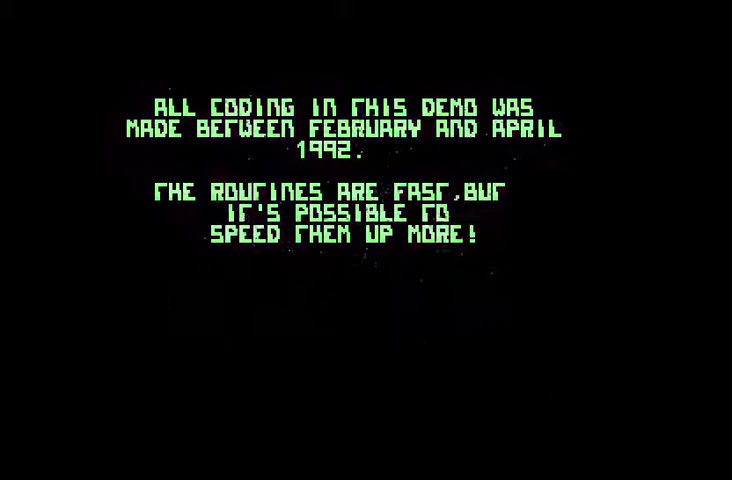 ALL CODING IN THIS DEMO WAS
MADE BETWEEN FEBRUARY AND APRIL
1992.
THE ROUTINES ARE FAST,BUT
IT'S POSSIBLE TO
SPEED THEM UP MORE!